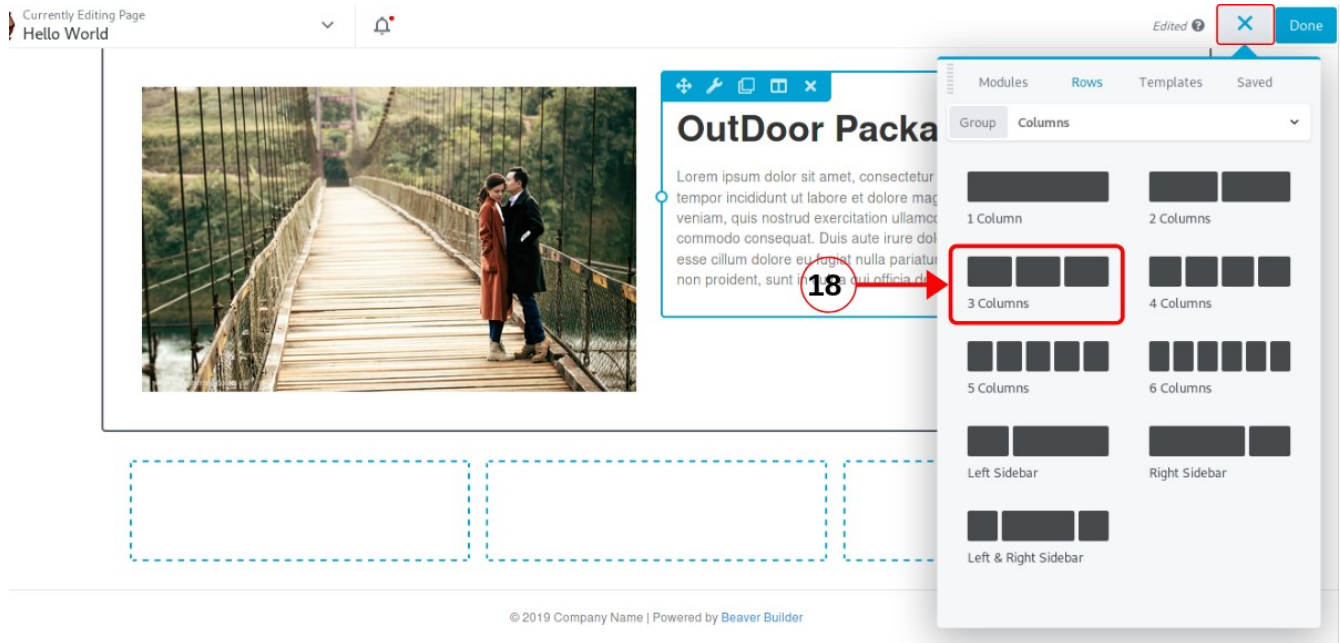 Currently Editing Page
Hello World
Edited
Done
Modules Rows Templates Saved
Group Columns
OutDoor Packa
Lorem ipsum dolor sit amet, consectetur
tempor incididunt ut labore et dolore mag
veniam, quis nostrud exercitation ullamco
commodo consequat. Duis aute irure dol
esse cillum dolore eu fugiat nulla pariatur
non proident, sunt in qui officia de
18
1 Column
2 Columns
3 Columns
4 Columns
5 Columns
6 Columns
Left Sidebar
Right Sidebar
Left & Right Sidebar
© 2019 Company Name | Powered by Beaver Builder